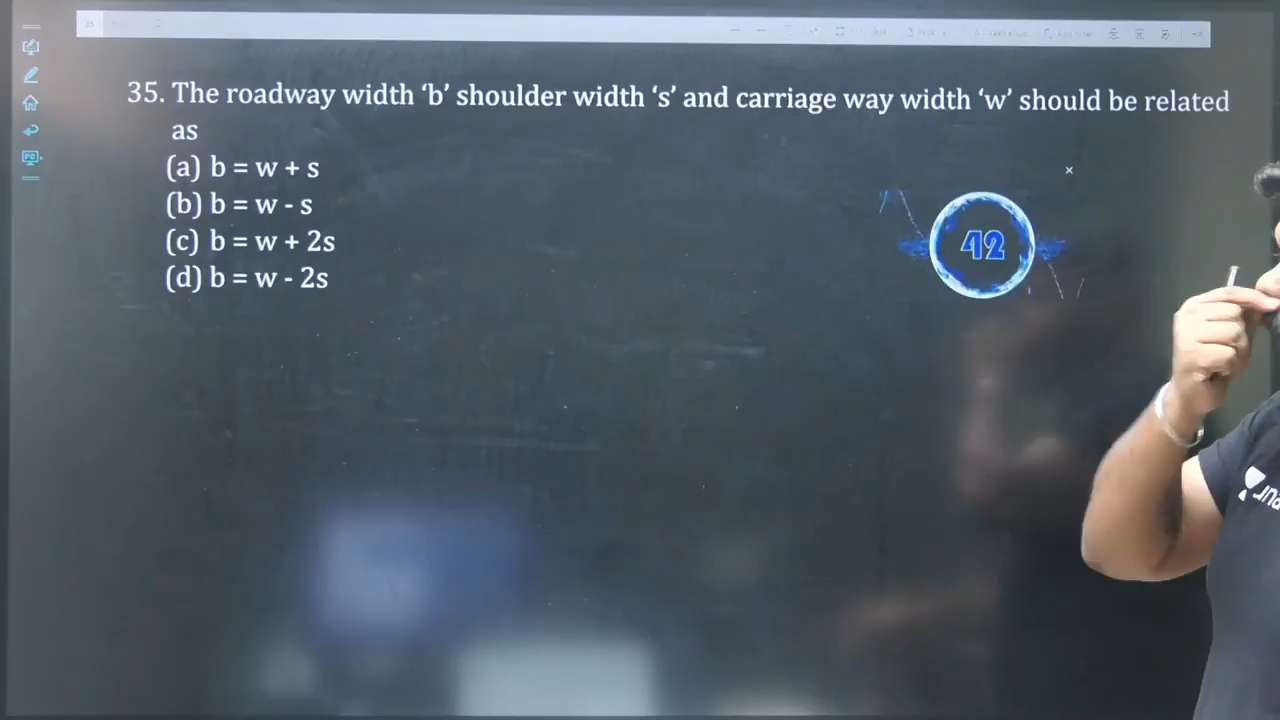 35. The roadway width ‘b’ shoulder width ‘s’ and carriage way width ‘w’ should be related
as
(a) b = w + s
(b) b = w - s
(c) b = w + 2s
(d) b = w - 2s
42